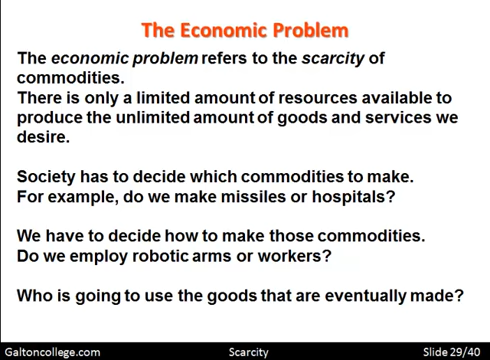 The Economic Problem
The economic problem refers to the scarcity of
commodities.
There is only a limited amount of resources available to
produce the unlimited amount of goods and services we
desire.
Society has to decide which commodities to make.
For example, do we make missiles or hospitals?
We have to decide how to make those commodities.
Do we employ robotic arms or workers?
Who is going to use the goods that are eventually made?
Galtoncollege.com Scarcity Slide 29/40